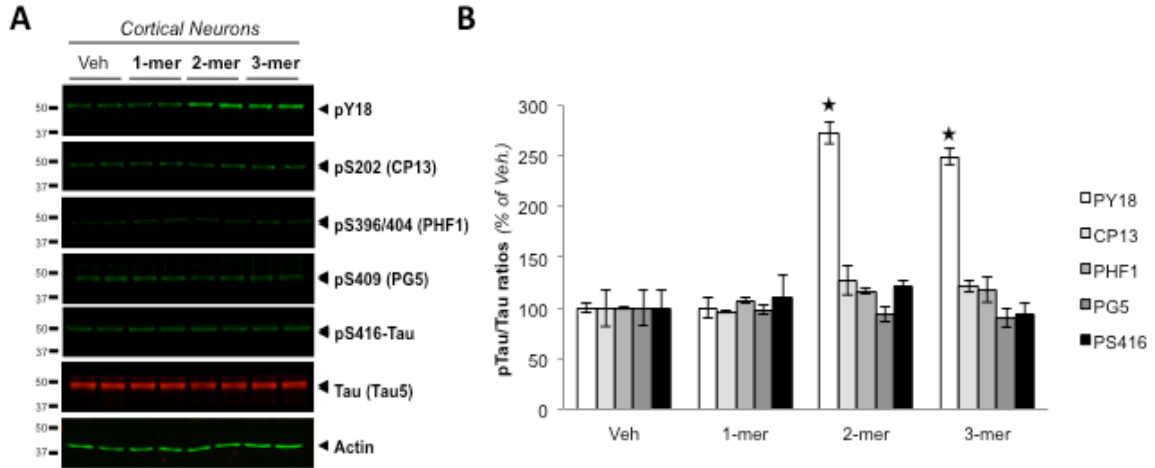 A
Cortical Neurons
Veh 1-mer 2-mer 3-mer
50
37
pY18
50
37
pS202 (CP13)
50
37
pS396/404 (PHF1)
50
37
pS409 (PG5)
50
37
pS416-Tau
50
37
Tau (Tau5)
50
37
Actin
B
pTau/Tau ratios (% of Veh.)
300
250
200
150
100
50
0
Veh 1-mer 2-mer 3-mer
PY18
CP13
PHF1
PG5
PS416